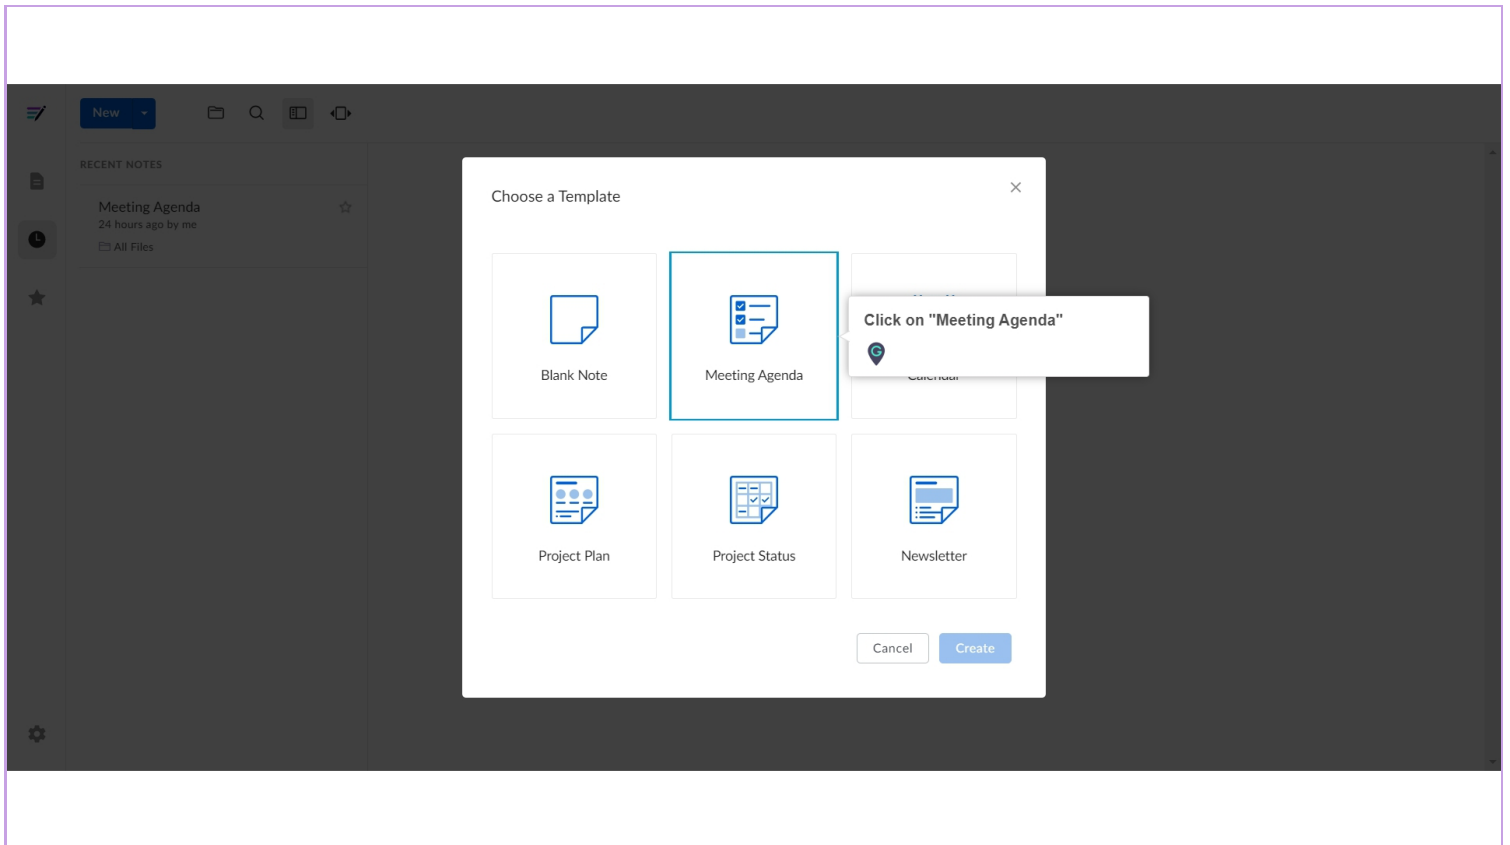 New
RECENT NOTES
Meeting Agenda
24 hours ago by me
All Files
Choose a Template
Blank Note
Meeting Agenda
Calendar
Click on "Meeting Agenda"
G
Project Plan
Project Status
Newsletter
Cancel
Create